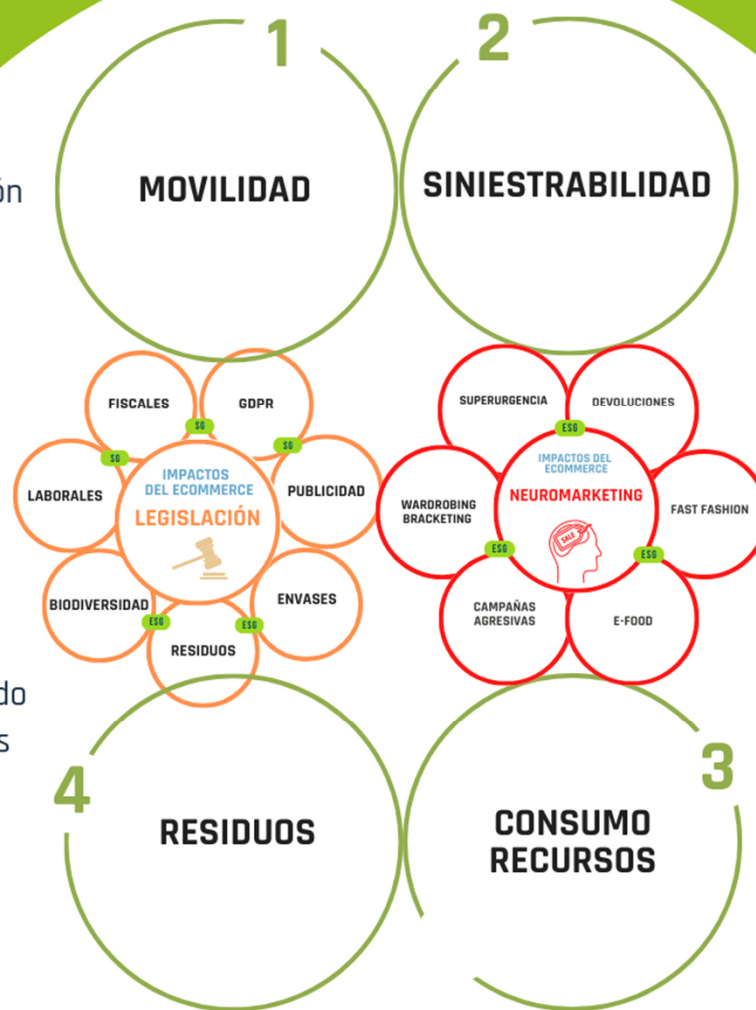 1
2
ón
MOVILIDAD
SINIESTRABILIDAD
FISCALES
GDPR
SG
SG
SG
LABORALES
IMPACTOS
DEL ECOMMERCE
LEGISLACIÓN
PUBLICIDAD
BIODIVERSIDAD
ENVASES
ESG
ESG
RESIDUOS
SUPERURGENCIA
DEVOLUCIONES
ESG
IMPACTOS DEL
ECOMMERCE
NEUROMARKETING
SALE
WARDROBING
BRACKETING
FAST FASHION
ESG
ESG
CAMPAÑAS
AGRESIVAS
E-FOOD
do
s
4
RESIDUOS
3
CONSUMO
RECURSOS